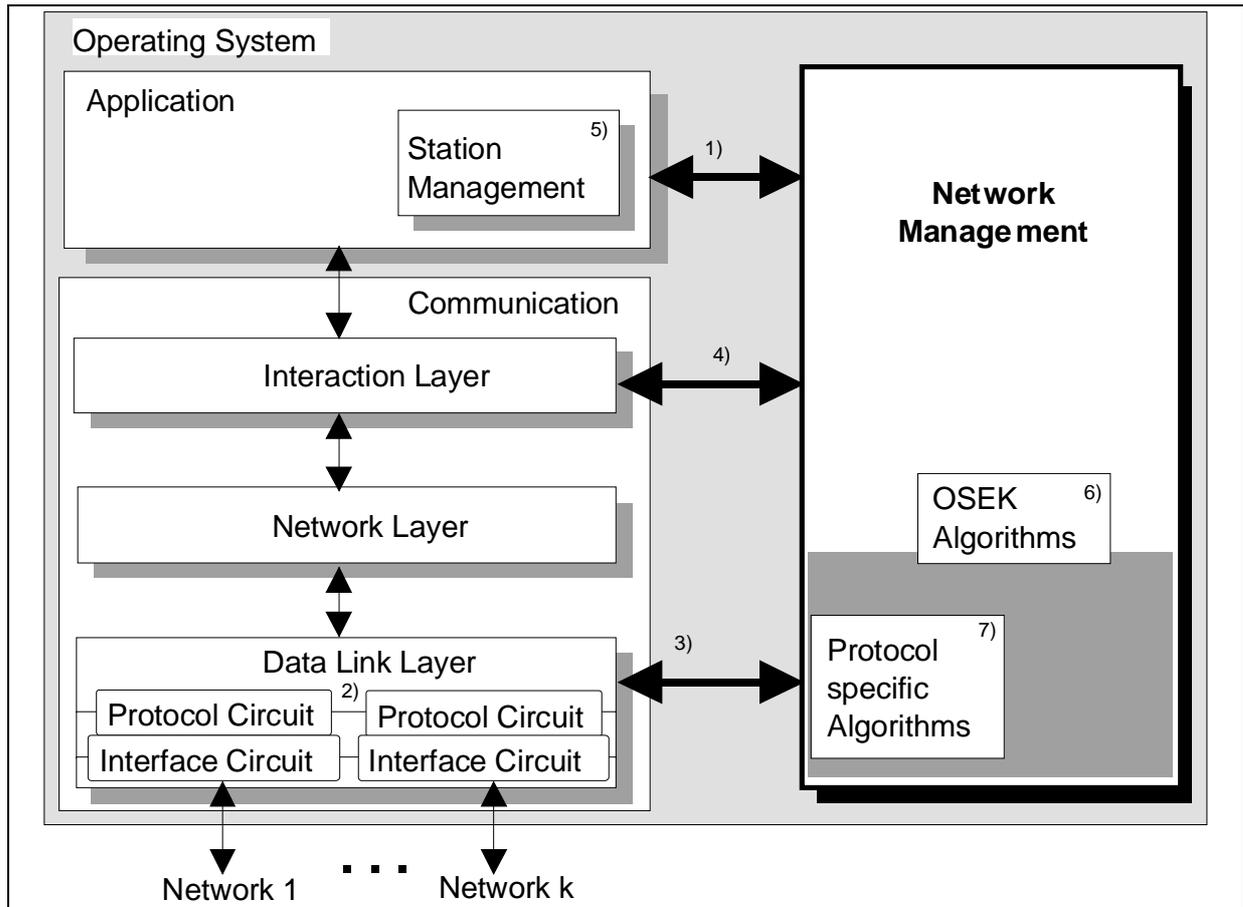 Operating System
Application
Station
Management
5)
1)
Network
Management
Communication
Interaction Layer
4)
Network Layer
OSEK
Algorithms
6)
Data Link Layer
3)
2)
Protocol Circuit
Protocol Circuit
Interface Circuit
Interface Circuit
Protocol
specific
Algorithms
7)
Network 1
. . .
Network k